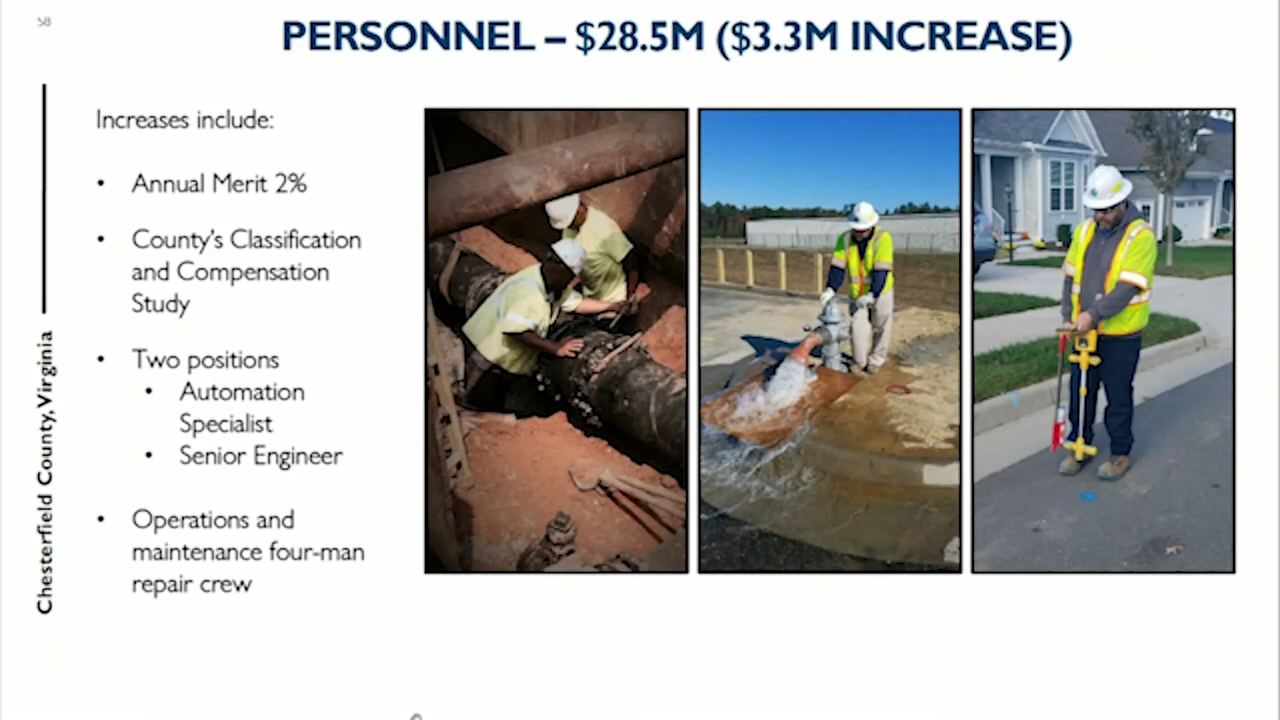 58
PERSONNEL – $28.5M ($3.3M INCREASE)
Chesterfield County, Virginia
Increases include:
• Annual Merit 2%
• County’s Classification
and Compensation
Study
• Two positions
• Automation
Specialist
• Senior Engineer
• Operations and
maintenance four-man
repair crew